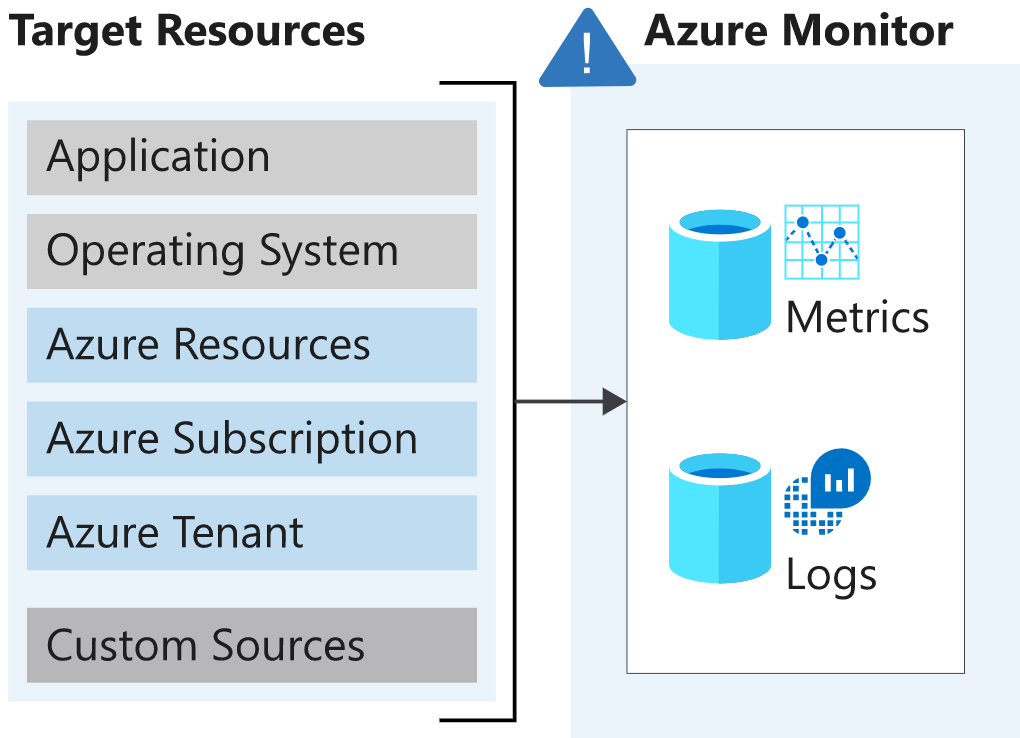 Target Resources
Azure Monitor
Application
Operating System
Azure Resources
Azure Subscription
Azure Tenant
Custom Sources
Metrics
Logs